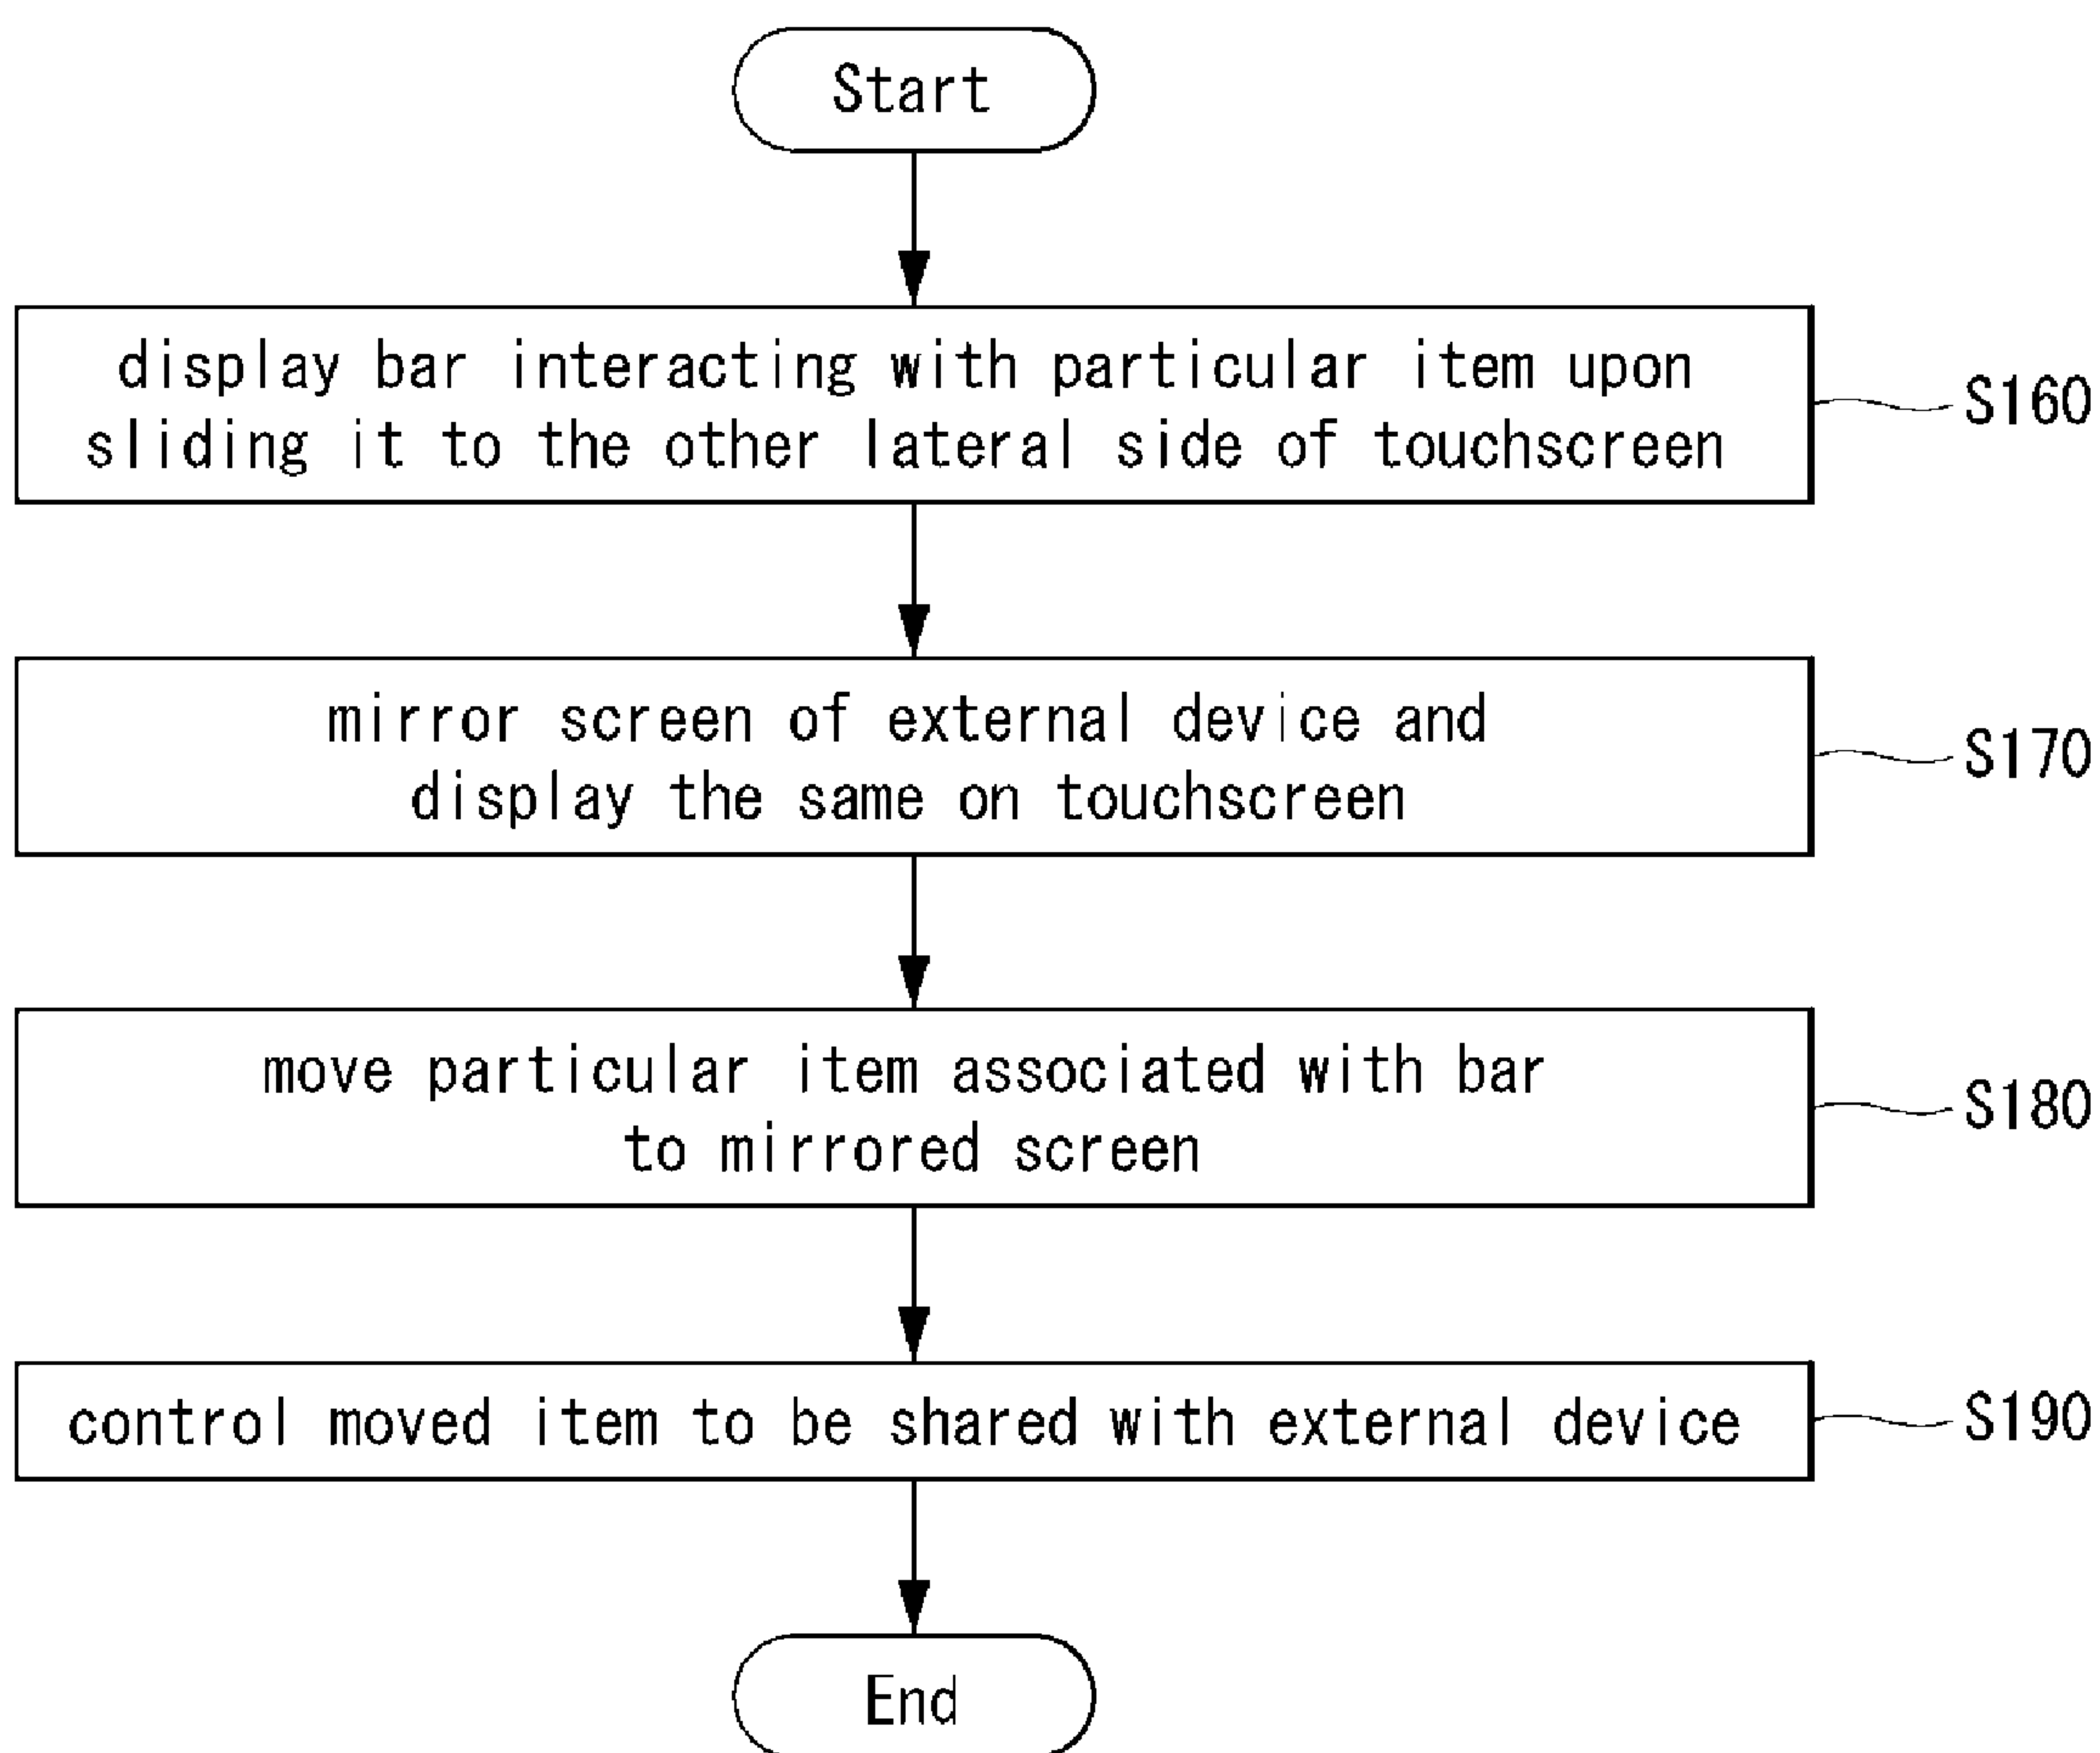 Start
display bar interacting with particular item upon
sliding it to the other lateral side of touchscreen
S160
mirror screen of external device and
display the same on touchscreen
S170
move particular item associated with bar
to mirrored screen
S180
control moved item to be shared with external device
S190
End